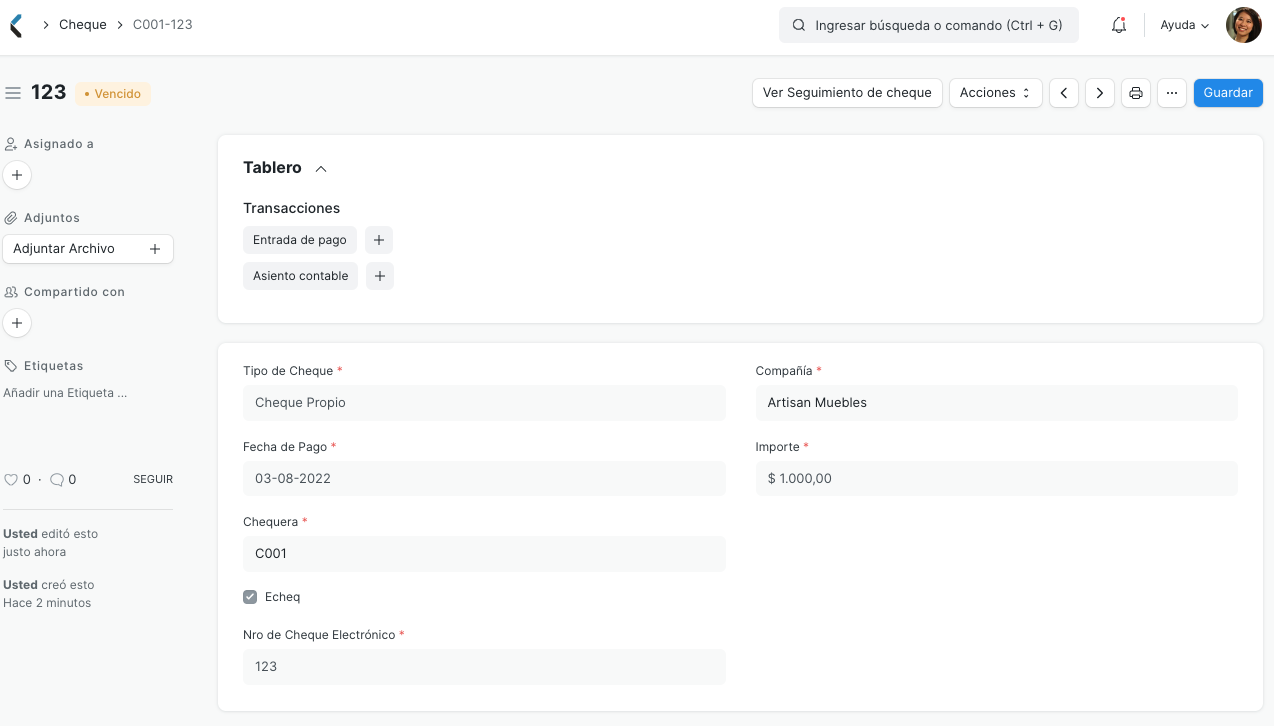 Cheque
C001-123
Ingresar búsqueda o comando (Ctrl + G)
Ayuda
123
• Vencido
Ver Seguimiento de cheque
Acciones
Guardar
Asignado a
Adjuntos
Adjuntar Archivo
Compartido con
Etiquetas
Añadir una Etiqueta ...
0 · 0
SEGUIR
Usted editó esto
justo ahora
Usted creó esto
Hace 2 minutos
Tablero
Transacciones
Entrada de pago
Asiento contable
Tipo de Cheque *
Cheque Propio
Compañía *
Artisan Muebles
Fecha de Pago *
03-08-2022
Importe *
$ 1.000,00
Chequera *
C001
Echeq
Nro de Cheque Electrónico *
123